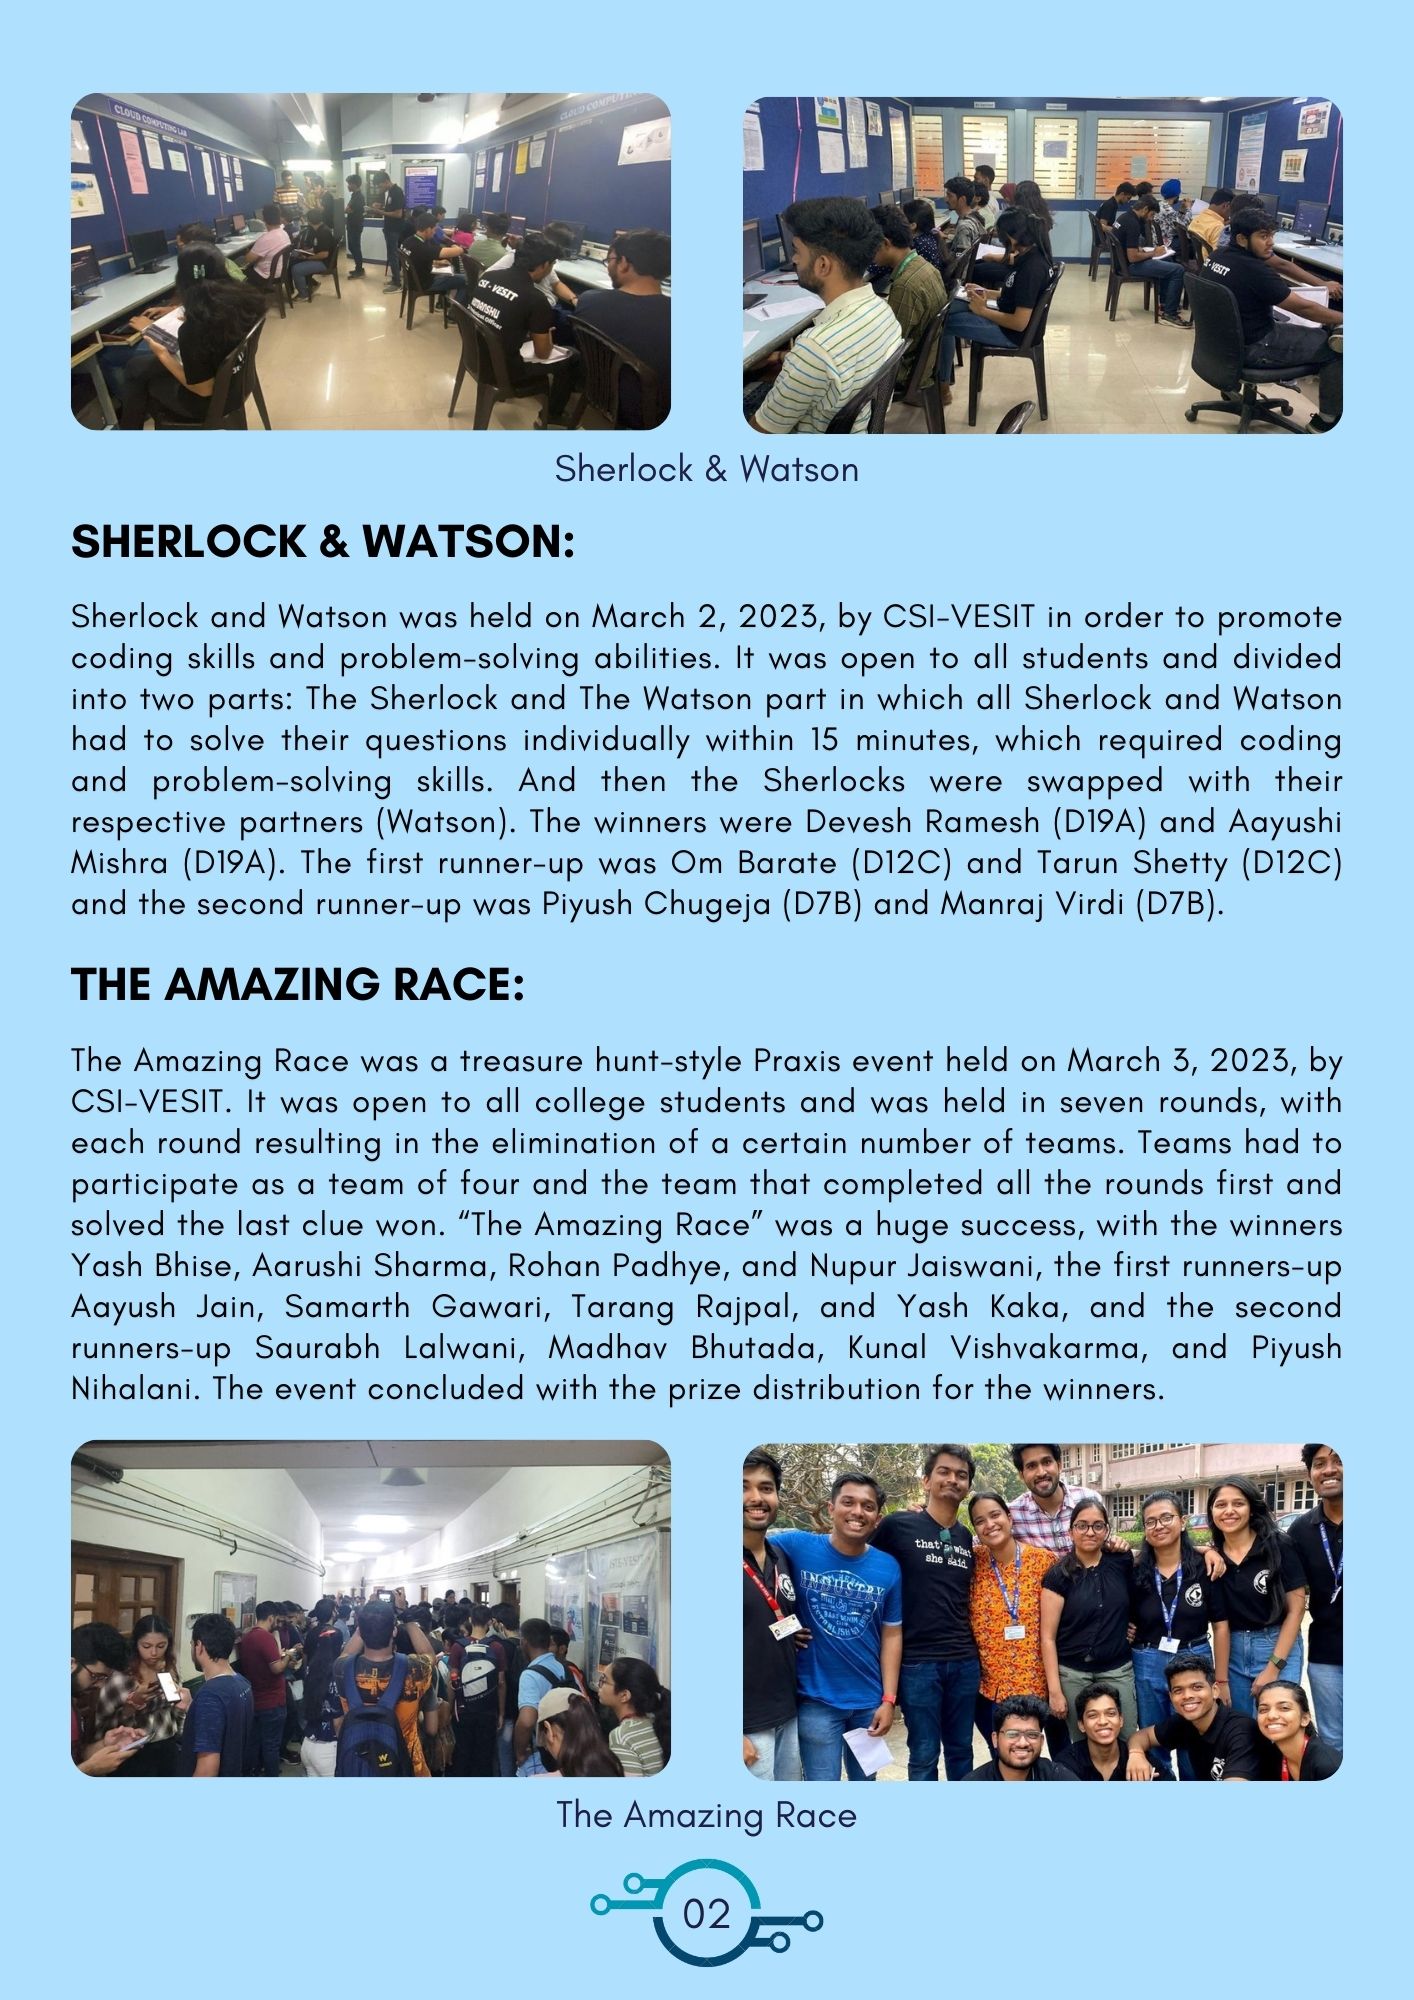 CLOUD COMPUTING LAB
CLOUD COMPUTING
CSI-VESIT
CSI-VESIT
Sherlock & Watson
SHERLOCK & WATSON:
Sherlock and Watson was held on March 2, 2023, by CSI-VESIT in order to promote
coding skills and problem-solving abilities. It was open to all students and divided
into two parts: The Sherlock and The Watson part in which all Sherlock and Watson
had to solve their questions individually within 15 minutes, which required coding
and problem-solving skills. And then the Sherlocks were swapped with their
respective partners (Watson). The winners were Devesh Ramesh (D19A) and Aayushi
Mishra (D19A). The first runner-up was Om Barate (D12C) and Tarun Shetty (D12C)
and the second runner-up was Piyush Chugeja (D7B) and Manraj Virdi (D7B).
THE AMAZING RACE:
The Amazing Race was a treasure hunt-style Praxis event held on March 3, 2023, by
CSI-VESIT. It was open to all college students and was held in seven rounds, with
each round resulting in the elimination of a certain number of teams. Teams had to
participate as a team of four and the team that completed all the rounds first and
solved the last clue won. “The Amazing Race” was a huge success, with the winners
Yash Bhise, Aarushi Sharma, Rohan Padhye, and Nupur Jaiswani, the first runners-up
Aayush Jain, Samarth Gawari, Tarang Rajpal, and Yash Kaka, and the second
runners-up Saurabh Lalwani, Madhav Bhutada, Kunal Vishvakarma, and Piyush
Nihalani. The event concluded with the prize distribution for the winners.
ISTE-VESIT
that's what
she said.
INDUSTRY
The Amazing Race
02